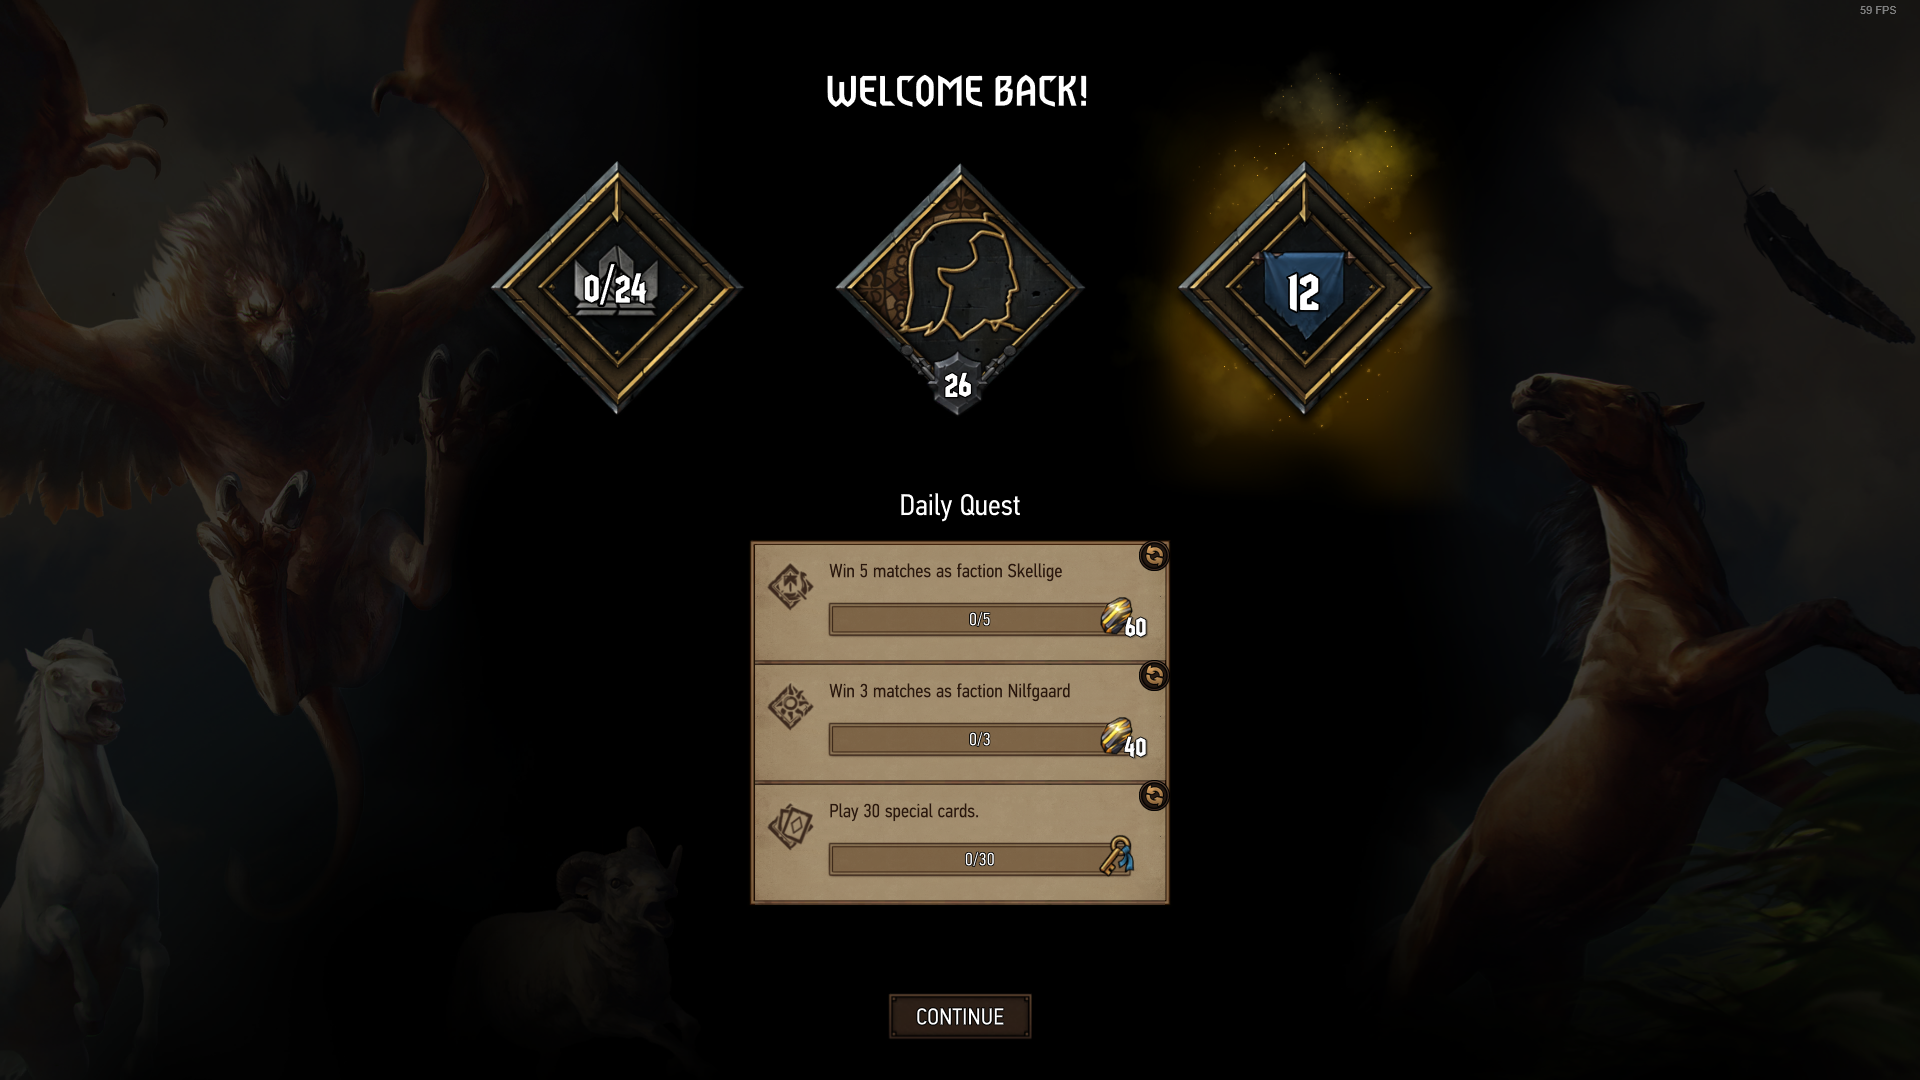 59 FPS
WELCOME BACK!
0/24
26
12
Daily Quest
Win 5 matches as faction Skellige
0/5
60
Win 3 matches as faction Nilfgaard
0/3
40
Play 30 special cards.
0/30
CONTINUE